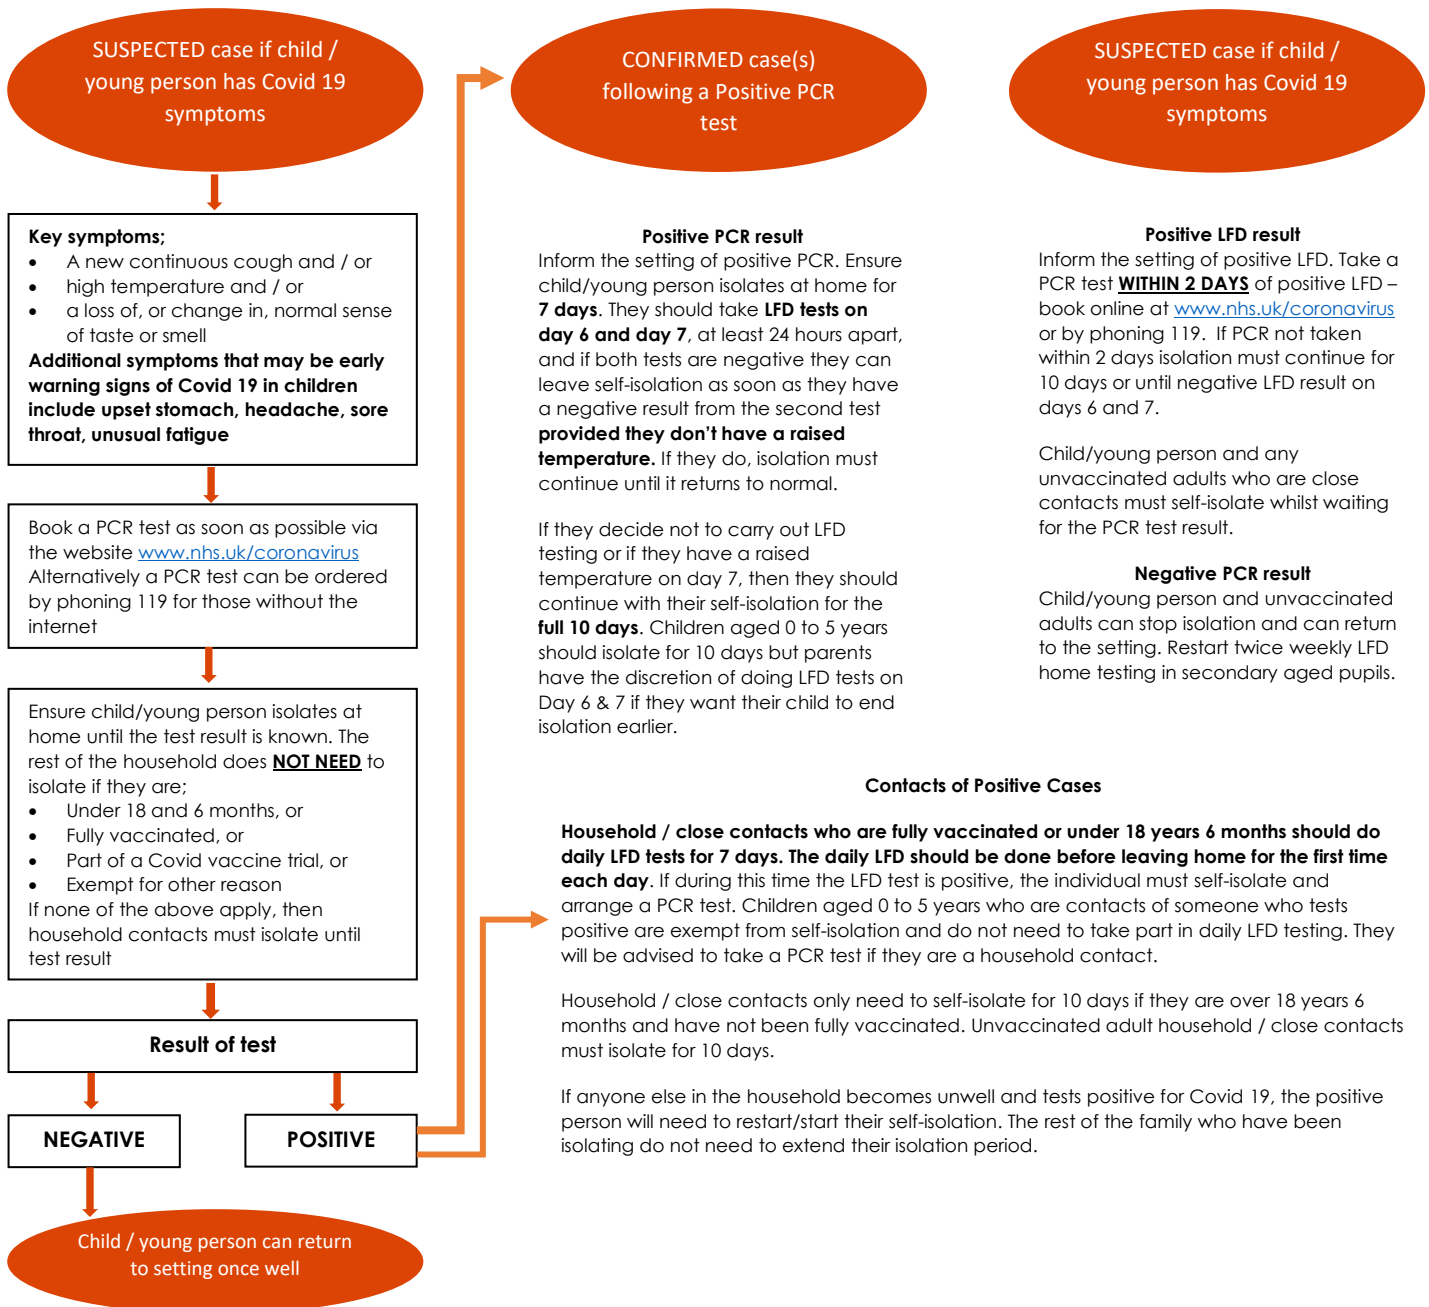 SUSPECTED case if child /
young person has Covid 19
symptoms
Key symptoms;
• A new continuous cough and / or
• high temperature and / or
• a loss of, or change in, normal sense
of taste or smell
Additional symptoms that may be early
warning signs of Covid 19 in children
include upset stomach, headache, sore
throat, unusual fatigue
Book a PCR test as soon as possible via
the website www.nhs.uk/coronavirus
Alternatively a PCR test can be ordered
by phoning 119 for those without the
internet
Ensure child/young person isolates at
home until the test result is known. The
rest of the household does NOT NEED to
isolate if they are;
• Under 18 and 6 months, or
• Fully vaccinated, or
• Part of a Covid vaccine trial, or
• Exempt for other reason
If none of the above apply, then
household contacts must isolate until
test result
Result of test
NEGATIVE
POSITIVE
Child / young person can return
to setting once well
CONFIRMED case(s)
following a Positive PCR
test
Positive PCR result
Inform the setting of positive PCR. Ensure
child/young person isolates at home for
7 days. They should take LFD tests on
day 6 and day 7, at least 24 hours apart,
and if both tests are negative they can
leave self-isolation as soon as they have
a negative result from the second test
provided they don't have a raised
temperature. If they do, isolation must
continue until it returns to normal.
If they decide not to carry out LFD
testing or if they have a raised
temperature on day 7, then they should
continue with their self-isolation for the
full 10 days. Children aged 0 to 5 years
should isolate for 10 days but parents
have the discretion of doing LFD tests on
Day 6 & 7 if they want their child to end
isolation earlier.
SUSPECTED case if child /
young person has Covid 19
symptoms
Positive LFD result
Inform the setting of positive LFD. Take a
PCR test WITHIN 2 DAYS of positive LFD –
book online at www.nhs.uk/coronavirus
or by phoning 119. If PCR not taken
within 2 days isolation must continue for
10 days or until negative LFD result on
days 6 and 7.
Child/young person and any
unvaccinated adults who are close
contacts must self-isolate whilst waiting
for the PCR test result.
Negative PCR result
Child/young person and unvaccinated
adults can stop isolation and can return
to the setting. Restart twice weekly LFD
home testing in secondary aged pupils.
Contacts of Positive Cases
Household / close contacts who are fully vaccinated or under 18 years 6 months should do
daily LFD tests for 7 days. The daily LFD should be done before leaving home for the first time
each day. If during this time the LFD test is positive, the individual must self-isolate and
arrange a PCR test. Children aged 0 to 5 years who are contacts of someone who tests
positive are exempt from self-isolation and do not need to take part in daily LFD testing. They
will be advised to take a PCR test if they are a household contact.
Household / close contacts only need to self-isolate for 10 days if they are over 18 years 6
months and have not been fully vaccinated. Unvaccinated adult household / close contacts
must isolate for 10 days.
If anyone else in the household becomes unwell and tests positive for Covid 19, the positive
person will need to restart/start their self-isolation. The rest of the family who have been
isolating do not need to extend their isolation period.